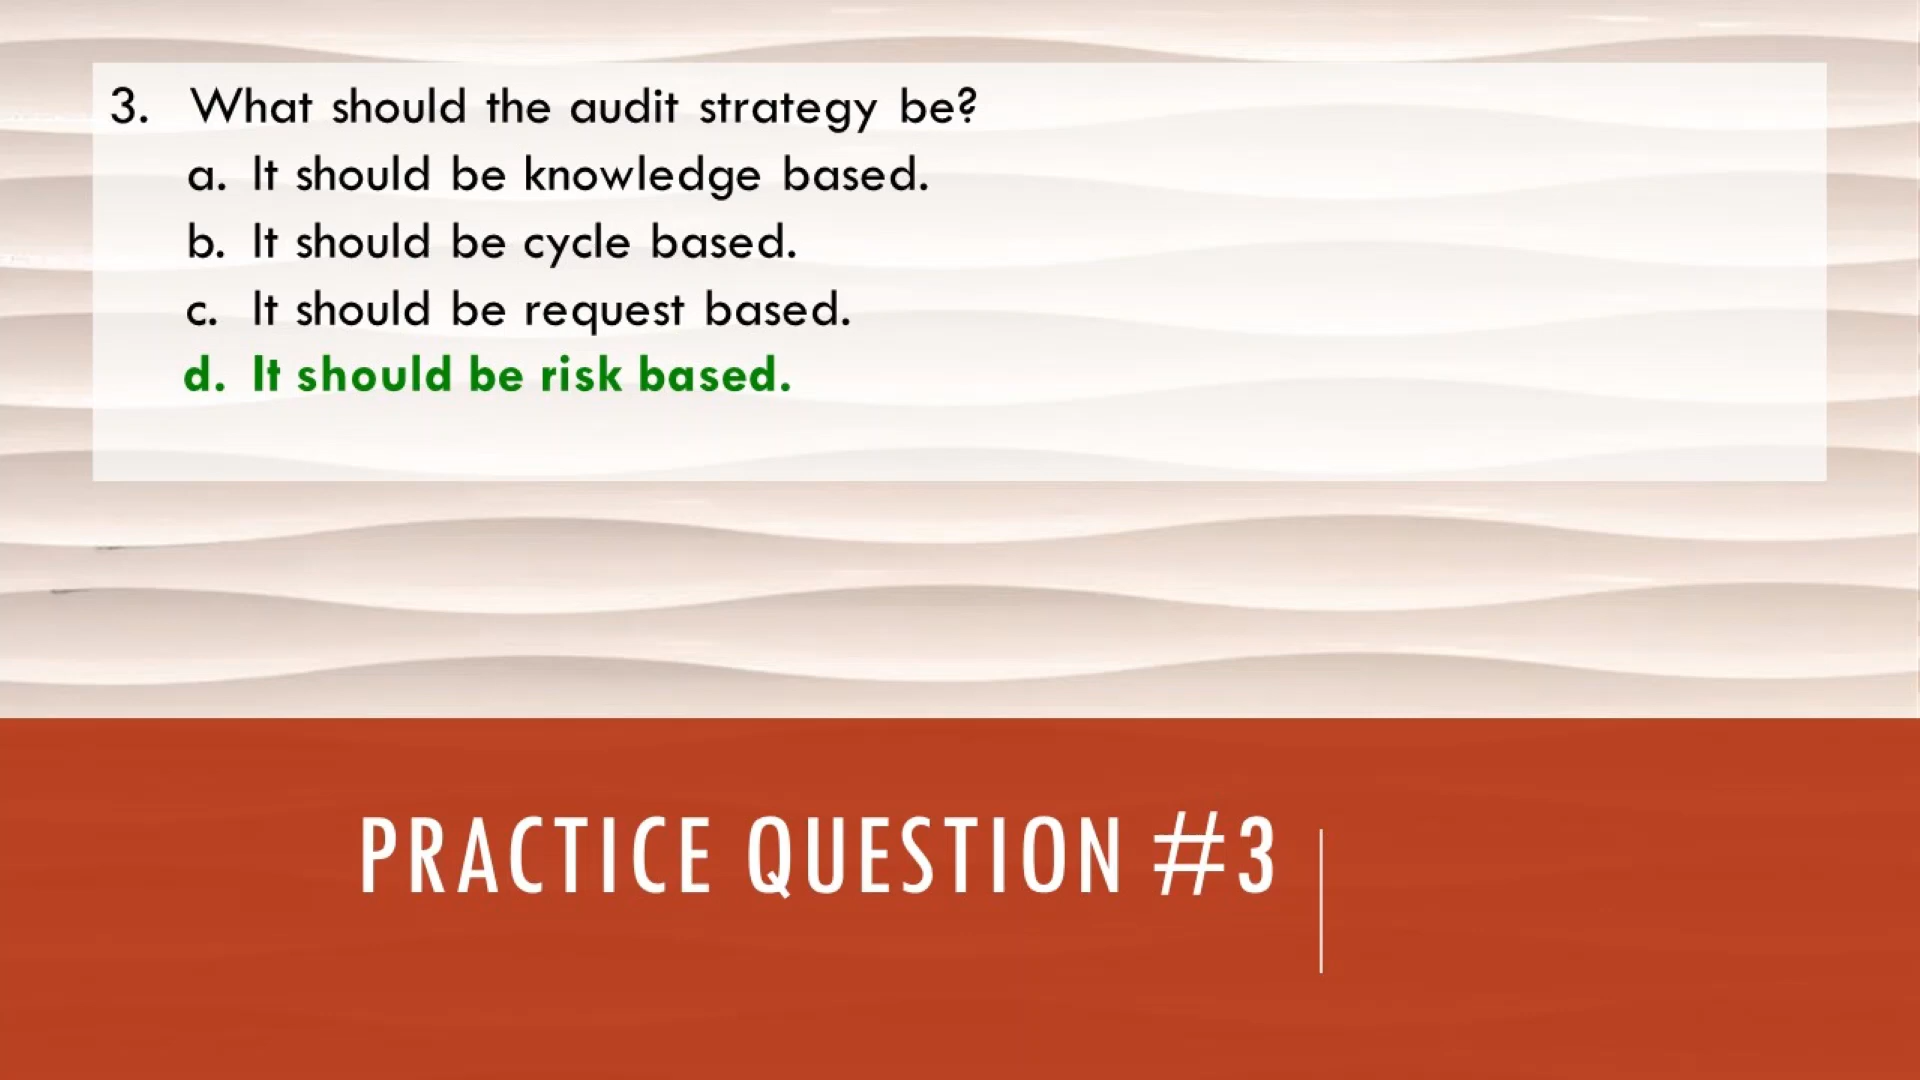 3. What should the audit strategy be?
a. It should be knowledge based.
b. It should be cycle based.
c. It should be request based.
d. It should be risk based.
PRACTICE QUESTION #3